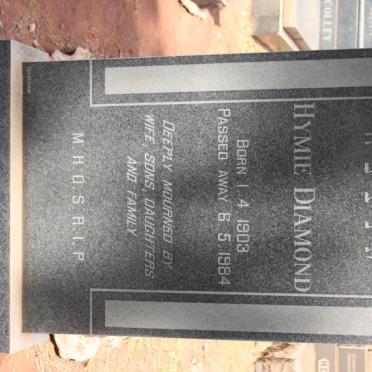 Hymie Diamond
Born 1.4.1903
Passed away 6.5.1984
Deeply mourned by
wife, sons, daughters
and family
M.H.D.S.R.I.P.
COLLEY